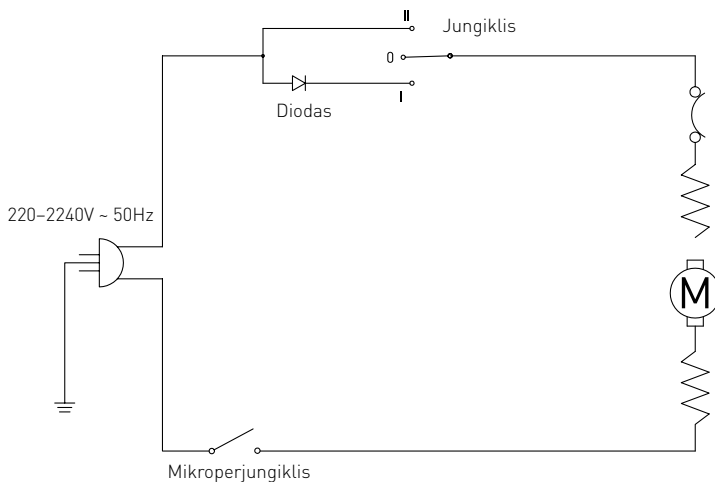 II
Jungiklis
0
I
Diodas
220–2240V ~ 50Hz
M
Mikroperjungiklis